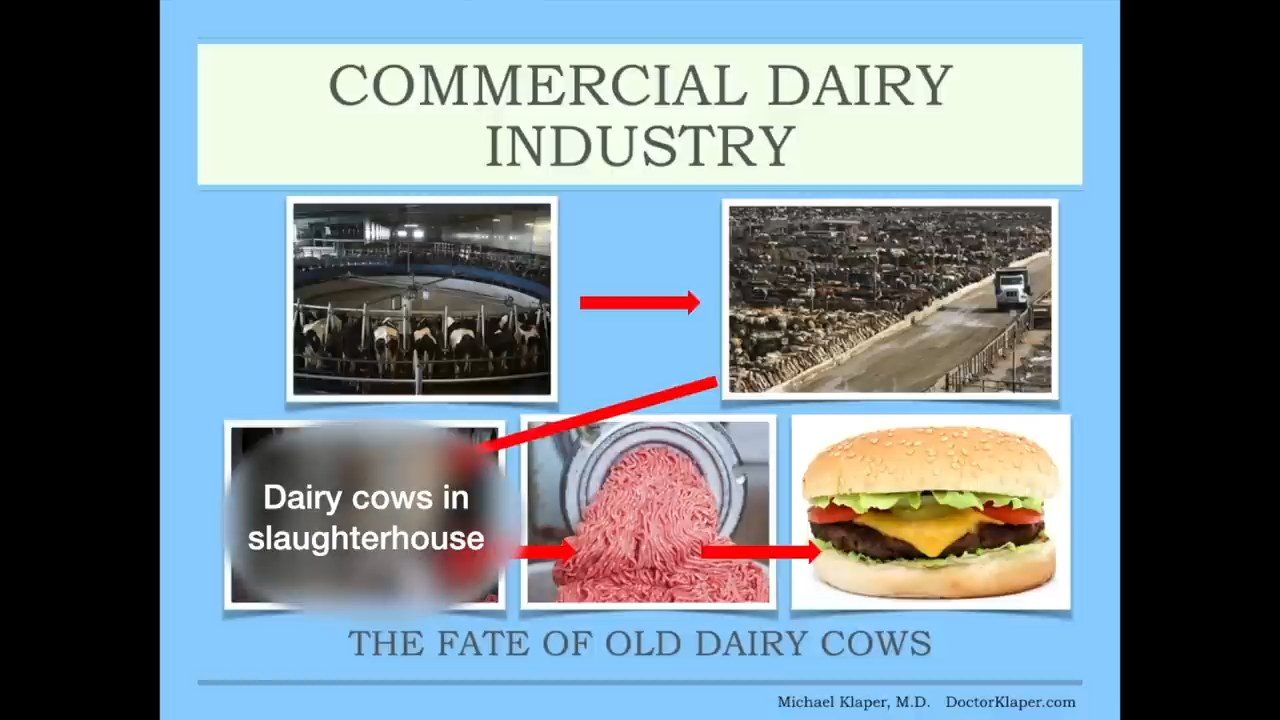 COMMERCIAL DAIRY
INDUSTRY
Dairy cows in
slaughterhouse
THE FATE OF OLD DAIRY COWS
Michael Klaper, M.D. DoctorKlaper.com